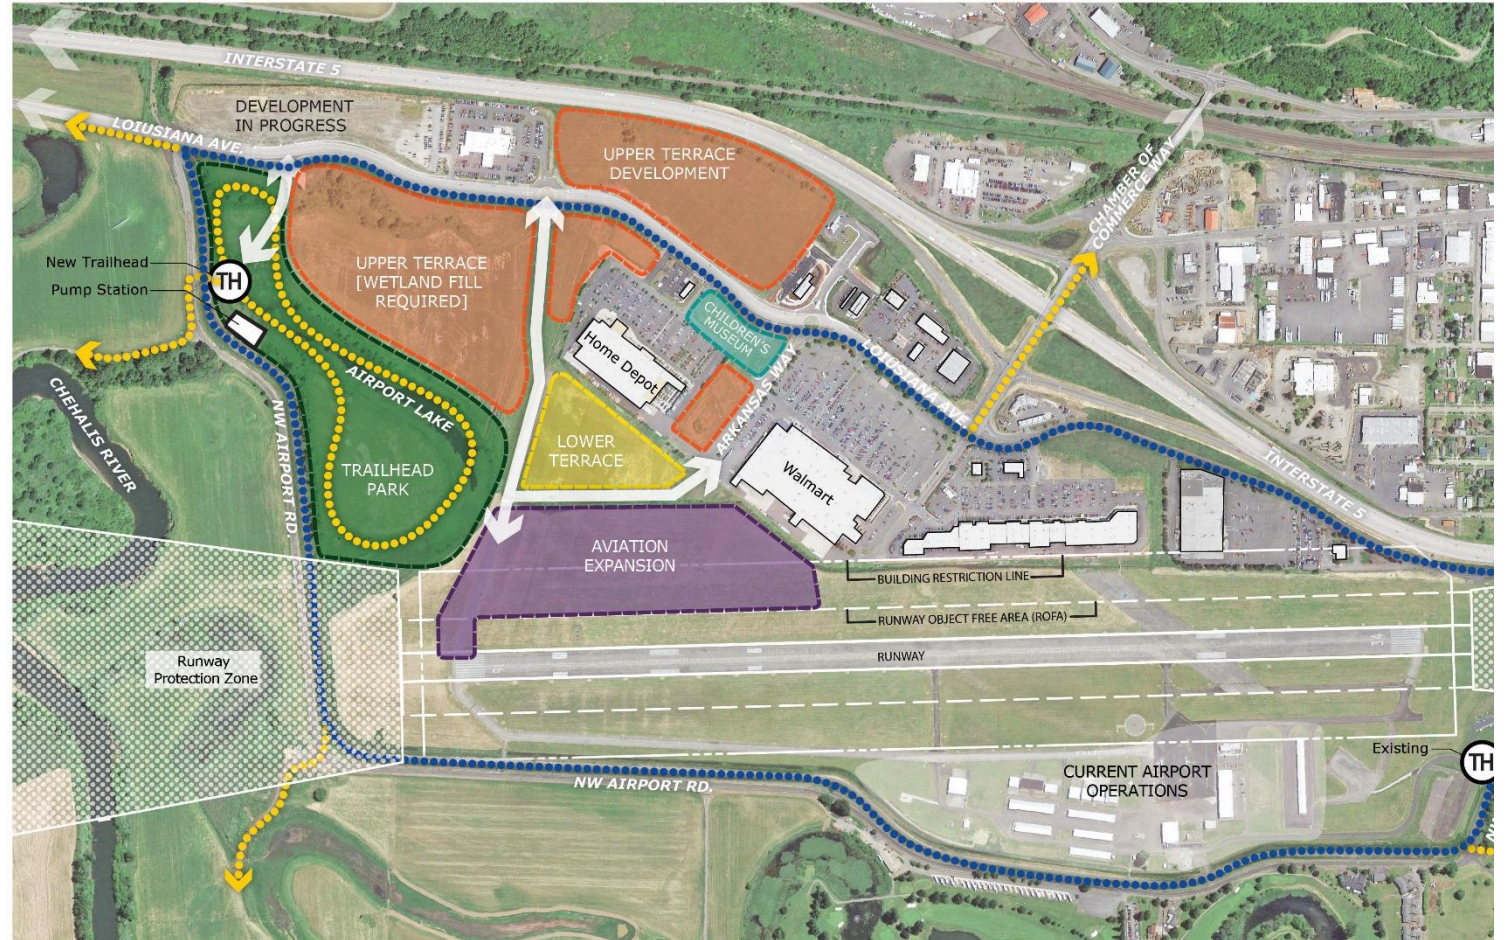 INTERSTATE 5
DEVELOPMENT
IN PROGRESS
LOIUSIANA AVE.
UPPER TERRACE
DEVELOPMENT
CHAMBER OF
COMMERCE WAY
New Trailhead
TH
Pump Station
UPPER TERRACE
[WETLAND FILL
REQUIRED]
CHILDREN'S
MUSEUM
Home Depot
ARKANSAS WAY
LOIUSIANA AVE.
AIRPORT LAKE
CHEHALIS RIVER
NW AIRPORT RD.
LOWER
TERRACE
TRAILHEAD
PARK
Walmart
INTERSTATE 5
AVIATION
EXPANSION
BUILDING RESTRICTION LINE
RUNWAY OBJECT FREE AREA (ROFA)
RUNWAY
34
Runway
Protection Zone
Existing
TH
CURRENT AIRPORT
OPERATIONS
NW AIRPORT RD.